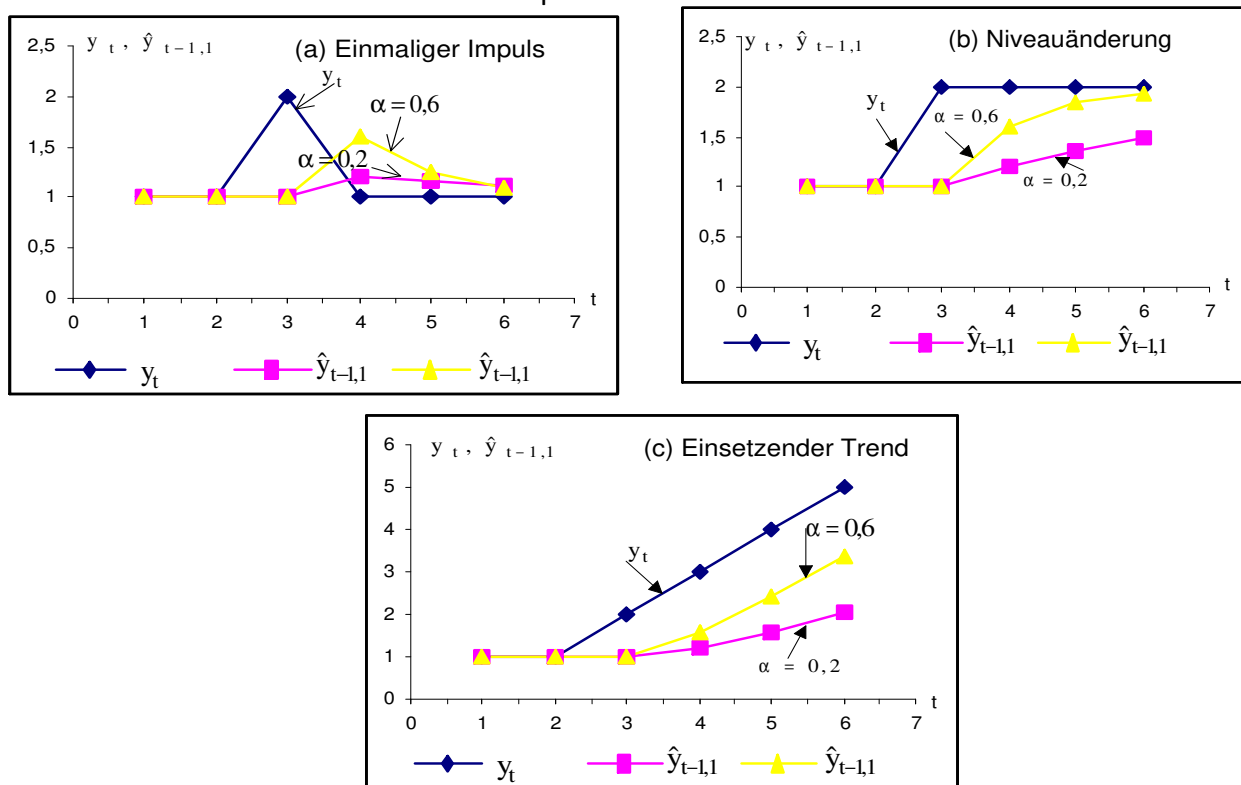 (a) Einmaliger Impuls
y t , ŷ t−1,1
2,5
2
1,5
1
0,5
0
y t
α = 0,6
α = 0,2
0 1 2 3 4 5 6 7
t
y t ŷ t−1,1 ŷ t−1,1
(b) Niveauänderung
y t , ŷ t−1,1
2,5
2
1,5
1
0,5
0
y t
α = 0,6
α = 0,2
0 1 2 3 4 5 6 7
t
y t ŷ t−1,1 ŷ t−1,1
(c) Einsetzender Trend
y t , ŷ t−1,1
6
5
4
3
2
1
0
y t
α = 0,6
α = 0,2
0 1 2 3 4 5 6 7
t
y t ŷ t−1,1 ŷ t−1,1